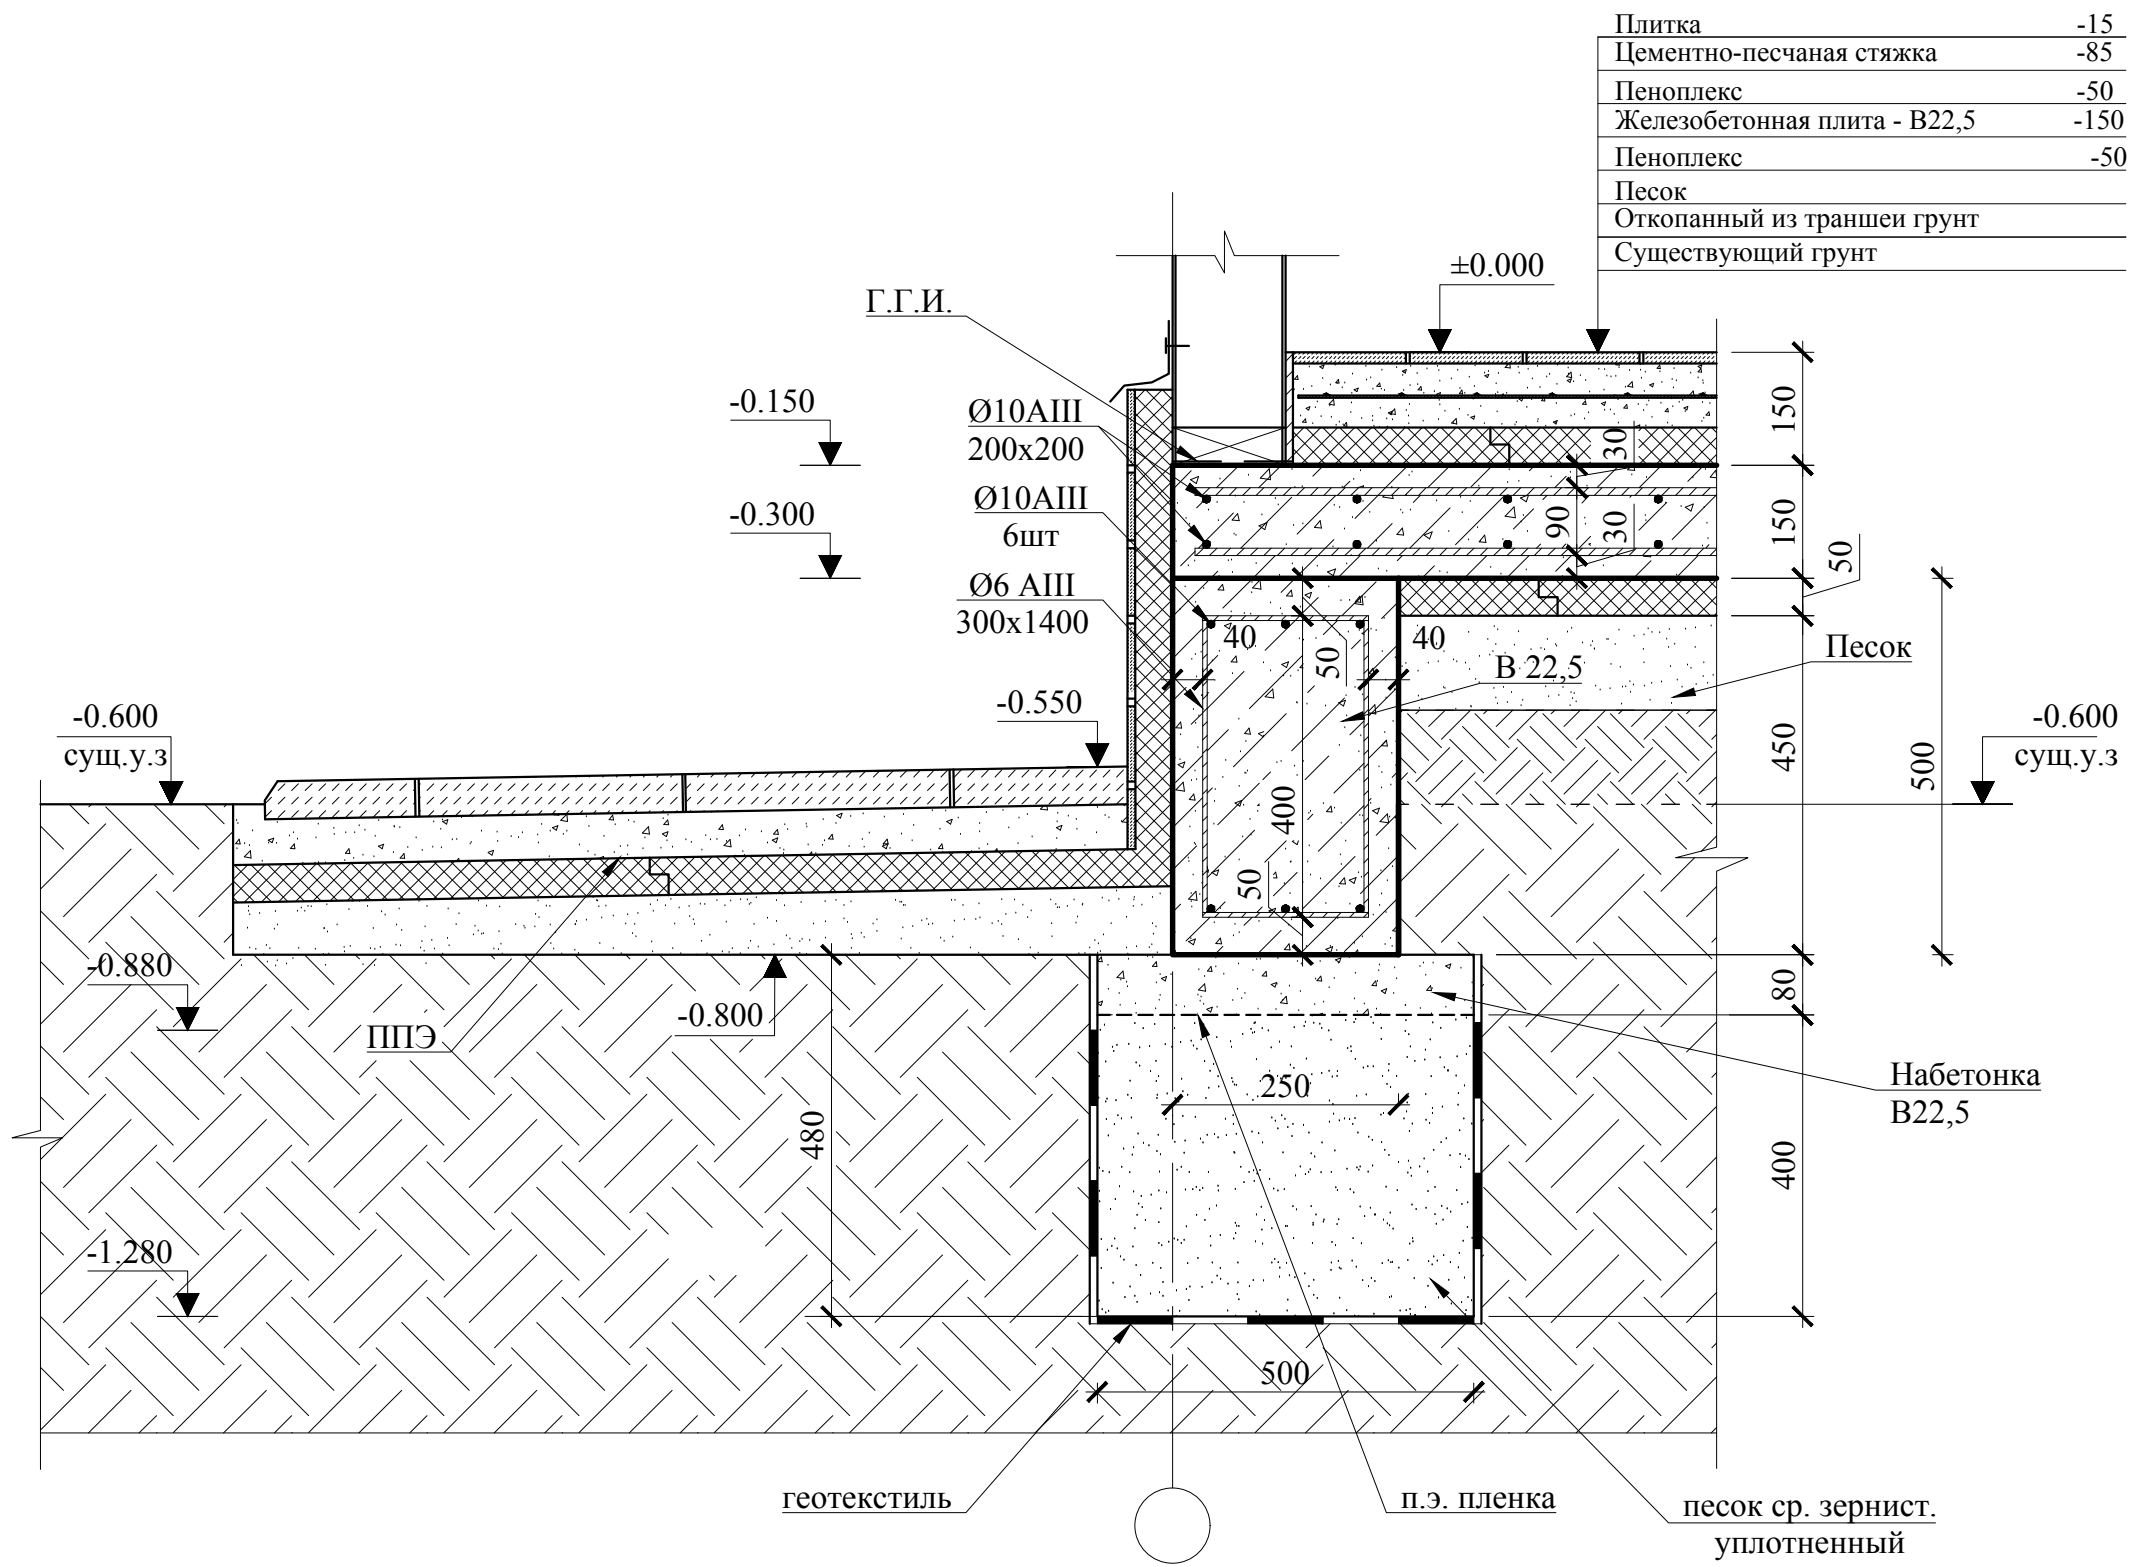 Плитка -15
Цементно-песчаная стяжка -85
Пеноплекс -50
Железобетонная плита - В22,5 -150
Пеноплекс -50
Песок
Откопанный из траншеи грунт
Существующий грунт
±0.000
Г.Г.И.
-0.150
Ø10АIII
200х200
30
150
-0.300
Ø10АIII
6шт
90
30
150
50
Ø6 АIII
300х1400
40
50
40
В 22,5
Песок
-0.600
сущ.у.з
-0.550
-0.600
сущ.у.з
450
500
400
50
-0.880
-0.800
ППЭ
80
Набетонка
В22,5
250
480
400
-1.280
500
геотекстиль
п.э. пленка
песок ср. зернист.
уплотненный